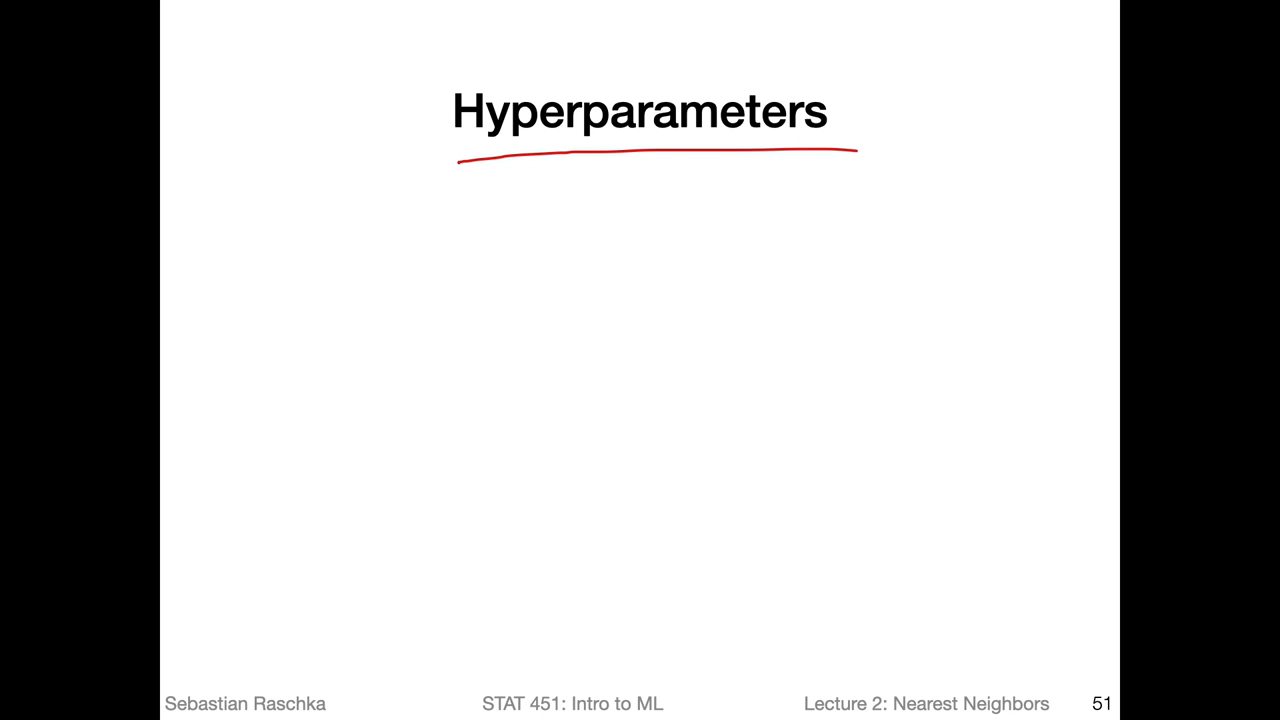 Hyperparameters
Sebastian Raschka STAT 451: Intro to ML Lecture 2: Nearest Neighbors 51